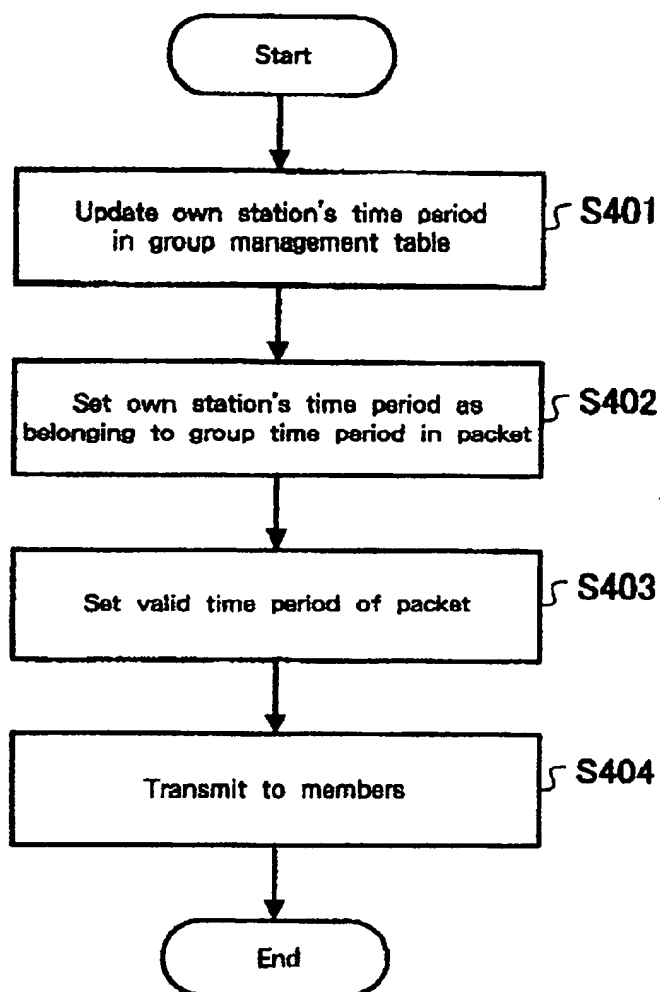 Start
Update own station's time period
in group management table
S401
Set own station's time period as
belonging to group time period in packet
S402
Set valid time period of packet
S403
Transmit to members
S404
End